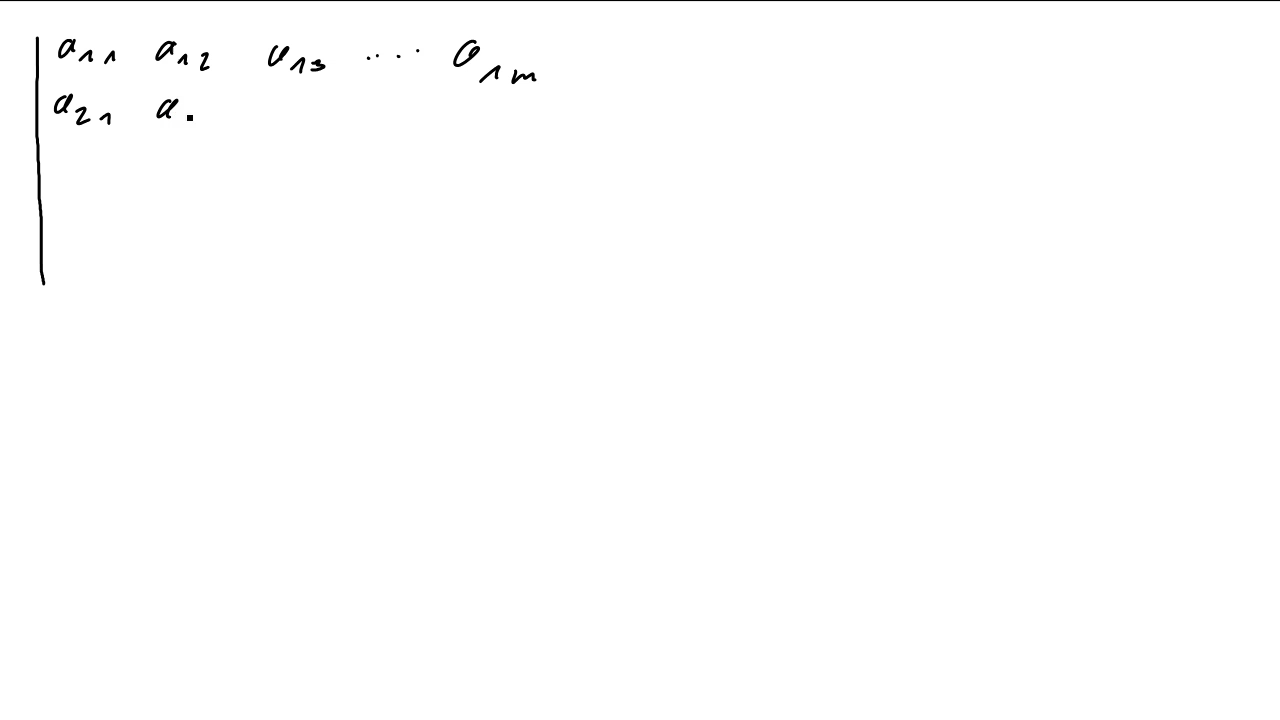 a₁₁ a₁₂ a₁₃ .... a₁ₘ
a₂₁ a.